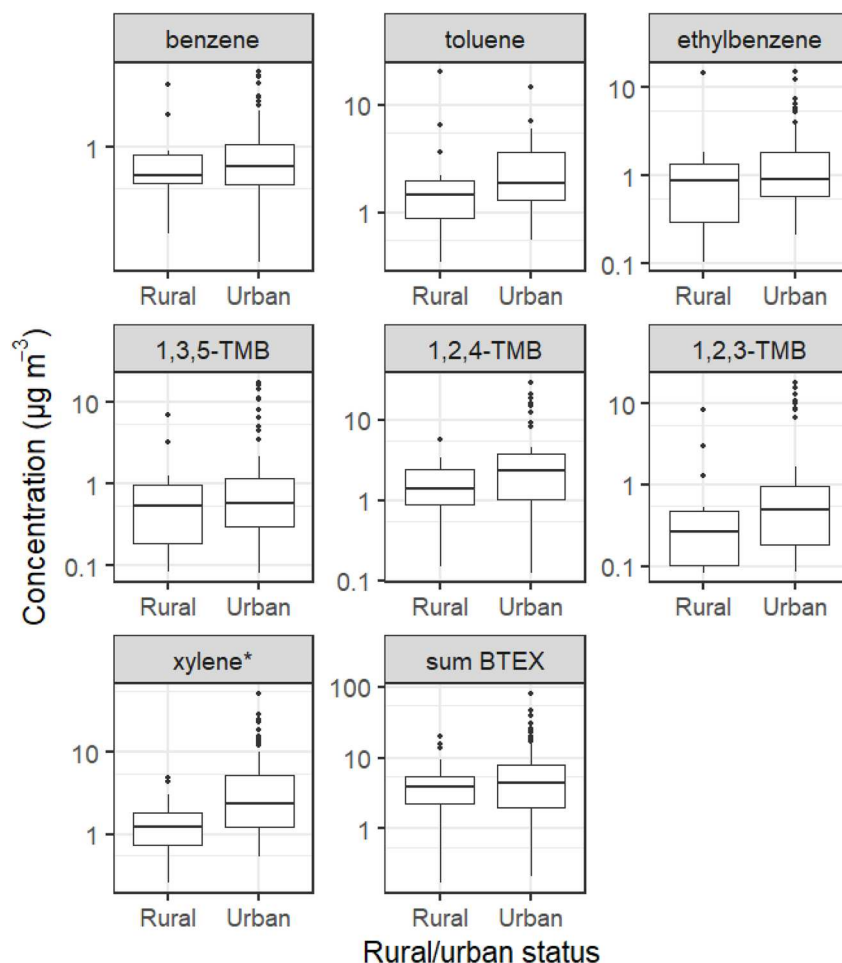 benzene
toluene
ethylbenzene
1
10
1
10
1
0.1
Rural Urban
Rural Urban
Rural Urban
1,3,5-TMB
1,2,4-TMB
1,2,3-TMB
10
1
0.1
10
1
0.1
10
1
0.1
Rural Urban
Rural Urban
Rural Urban
xylene*
sum BTEX
10
1
100
10
1
Rural Urban
Rural Urban
Concentration (µg m⁻³)
Rural/urban status